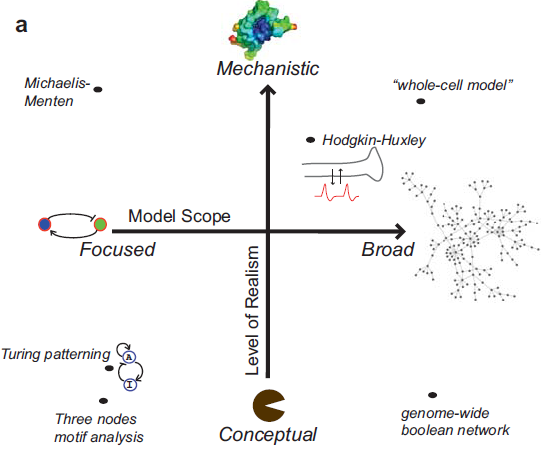 a
Mechanistic
Michaelis-
Menten
“whole-cell model”
Hodgkin-Huxley
Model Scope
Focused
Broad
Level of Realism
Turing patterning
A
I
Three nodes
motif analysis
Conceptual
genome-wide
boolean network